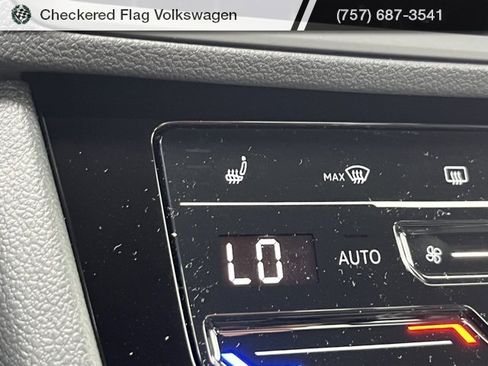 Checkered Flag Volkswagen (757) 687-3541
MAX
LO AUTO